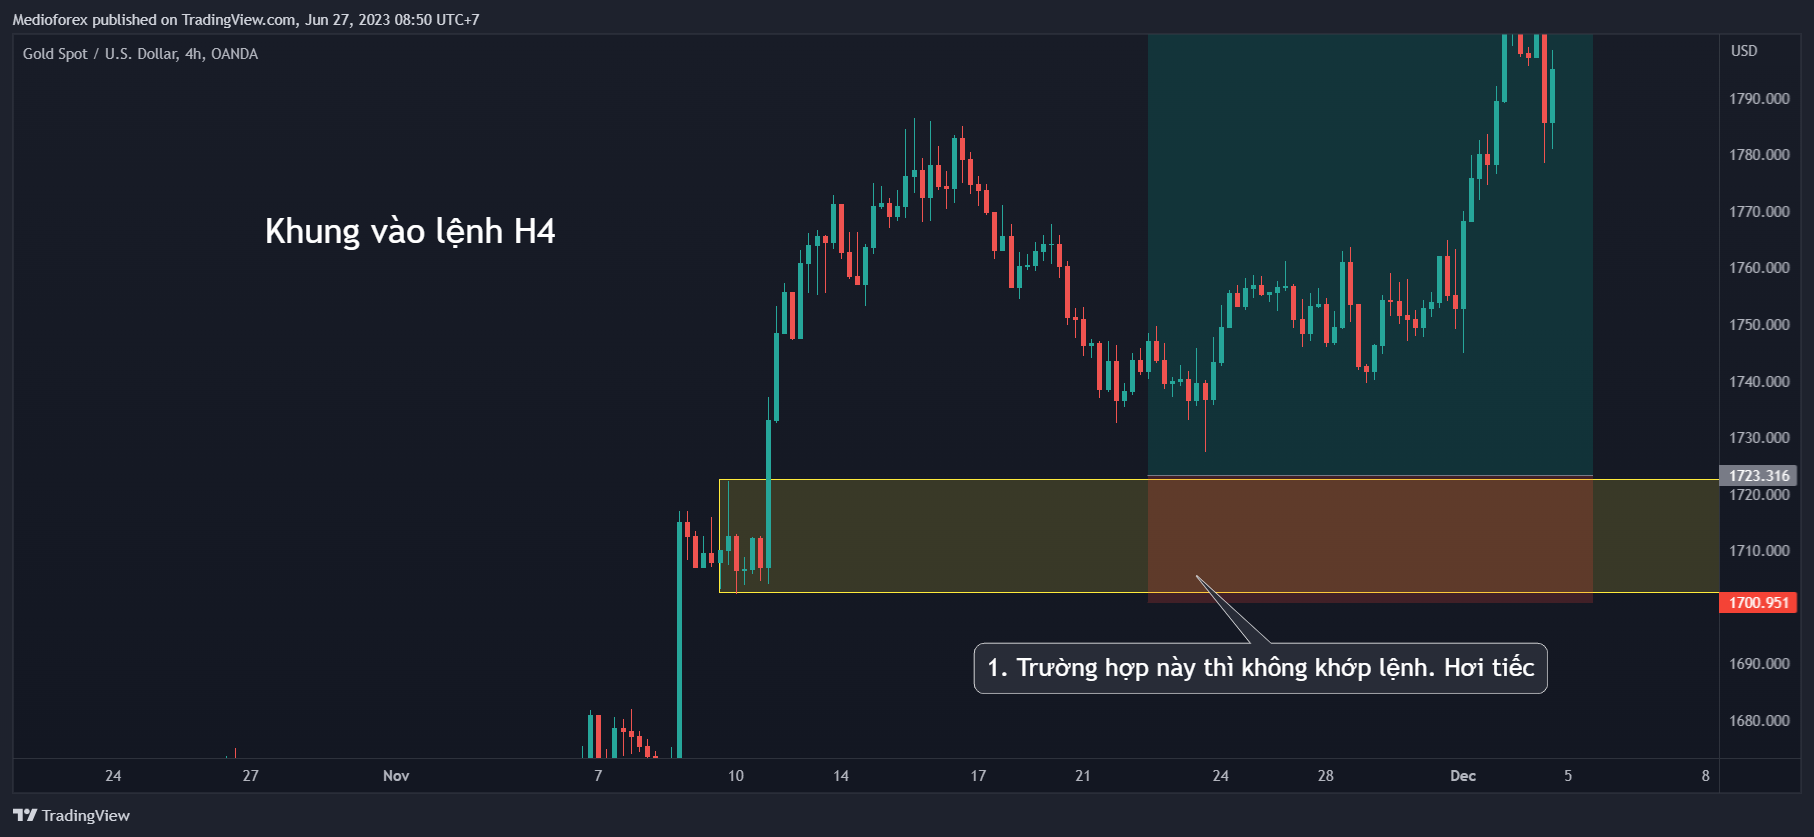 Medioforex published on TradingView.com, Jun 27, 2023 08:50 UTC+7
Gold Spot / U.S. Dollar, 4h, OANDA
USD
1790.000
1780.000
1770.000
1760.000
1750.000
1740.000
1730.000
1723.316
1720.000
1710.000
1700.951
1690.000
1680.000
Khung vào lệnh H4
1. Trường hợp này thì không khớp lệnh. Hơi tiếc
24 27 Nov 7 10 14 17 21 24 28 Dec 5 8
TradingView